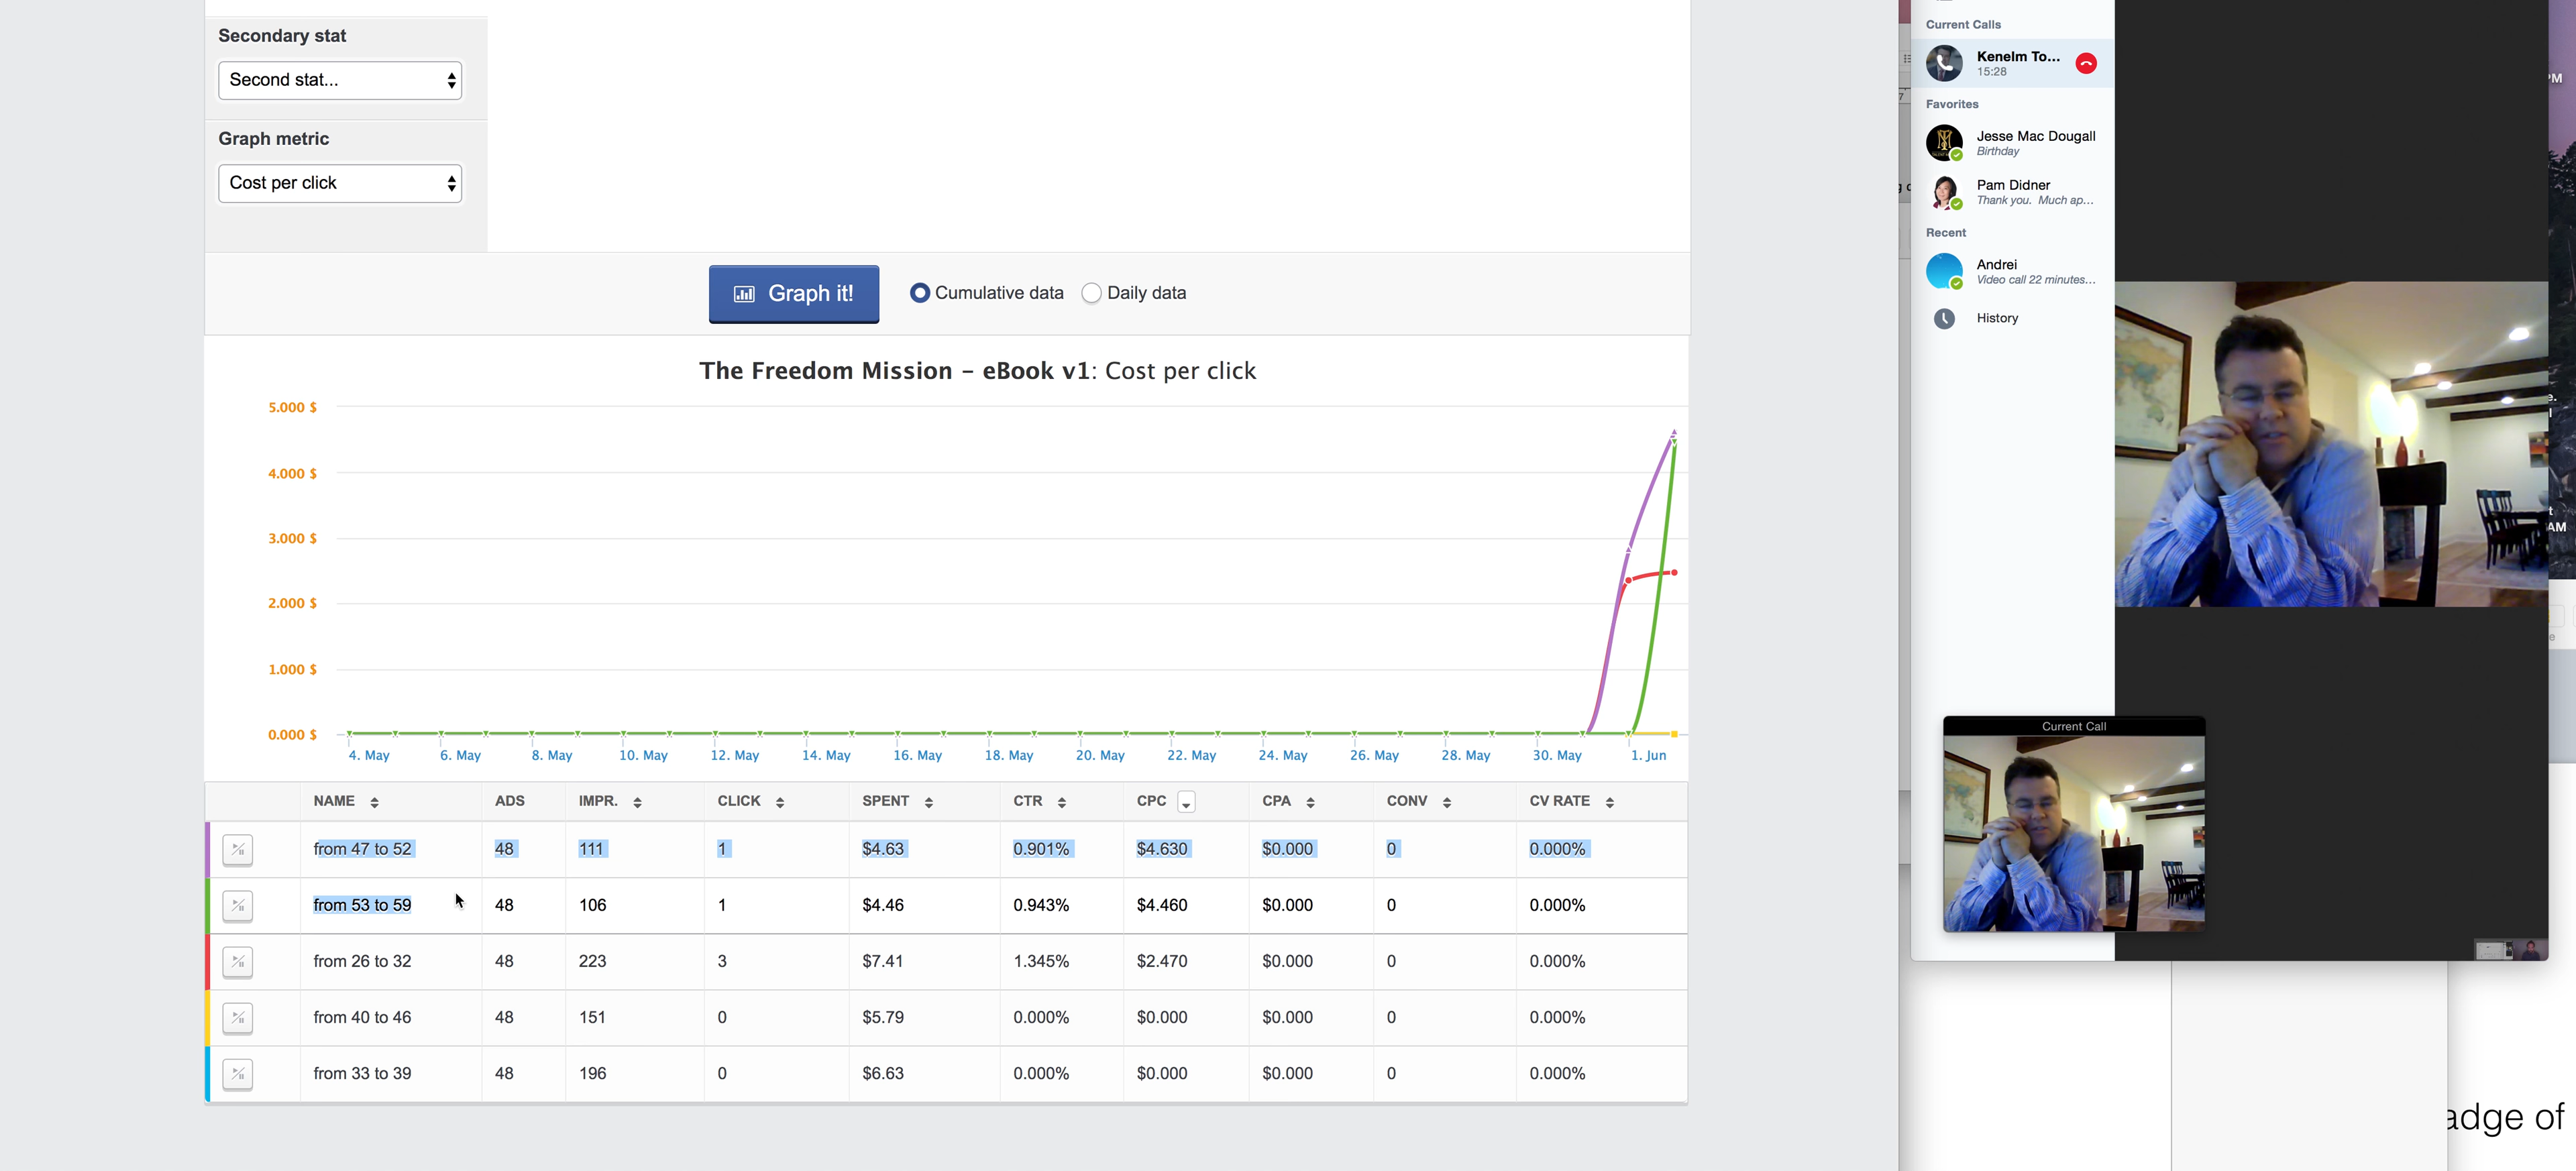 Secondary stat
Second stat...
Graph metric
Cost per click
Graph it!
Cumulative data
Daily data
The Freedom Mission – eBook v1: Cost per click
5.000 $
4.000 $
3.000 $
2.000 $
1.000 $
0.000 $
4. May 6. May 8. May 10. May 12. May 14. May 16. May 18. May 20. May 22. May 24. May 26. May 28. May 30. May 1. Jun
NAME ADS IMPR. CLICK SPENT CTR CPC CPA CONV CV RATE
from 47 to 52 48 111 1 $4.63 0.901% $4.630 $0.000 0 0.000%
from 53 to 59 48 106 1 $4.46 0.943% $4.460 $0.000 0 0.000%
from 26 to 32 48 223 3 $7.41 1.345% $2.470 $0.000 0 0.000%
from 40 to 46 48 151 0 $5.79 0.000% $0.000 $0.000 0 0.000%
from 33 to 39 48 196 0 $6.63 0.000% $0.000 $0.000 0 0.000%
Current Calls
Kenelm To...
15:28
Favorites
Jesse Mac Dougall
Birthday
Pam Didner
Thank you. Much ap...
Recent
Andrei
Video call 22 minutes...
History
Current Call
PM
AM
adge of